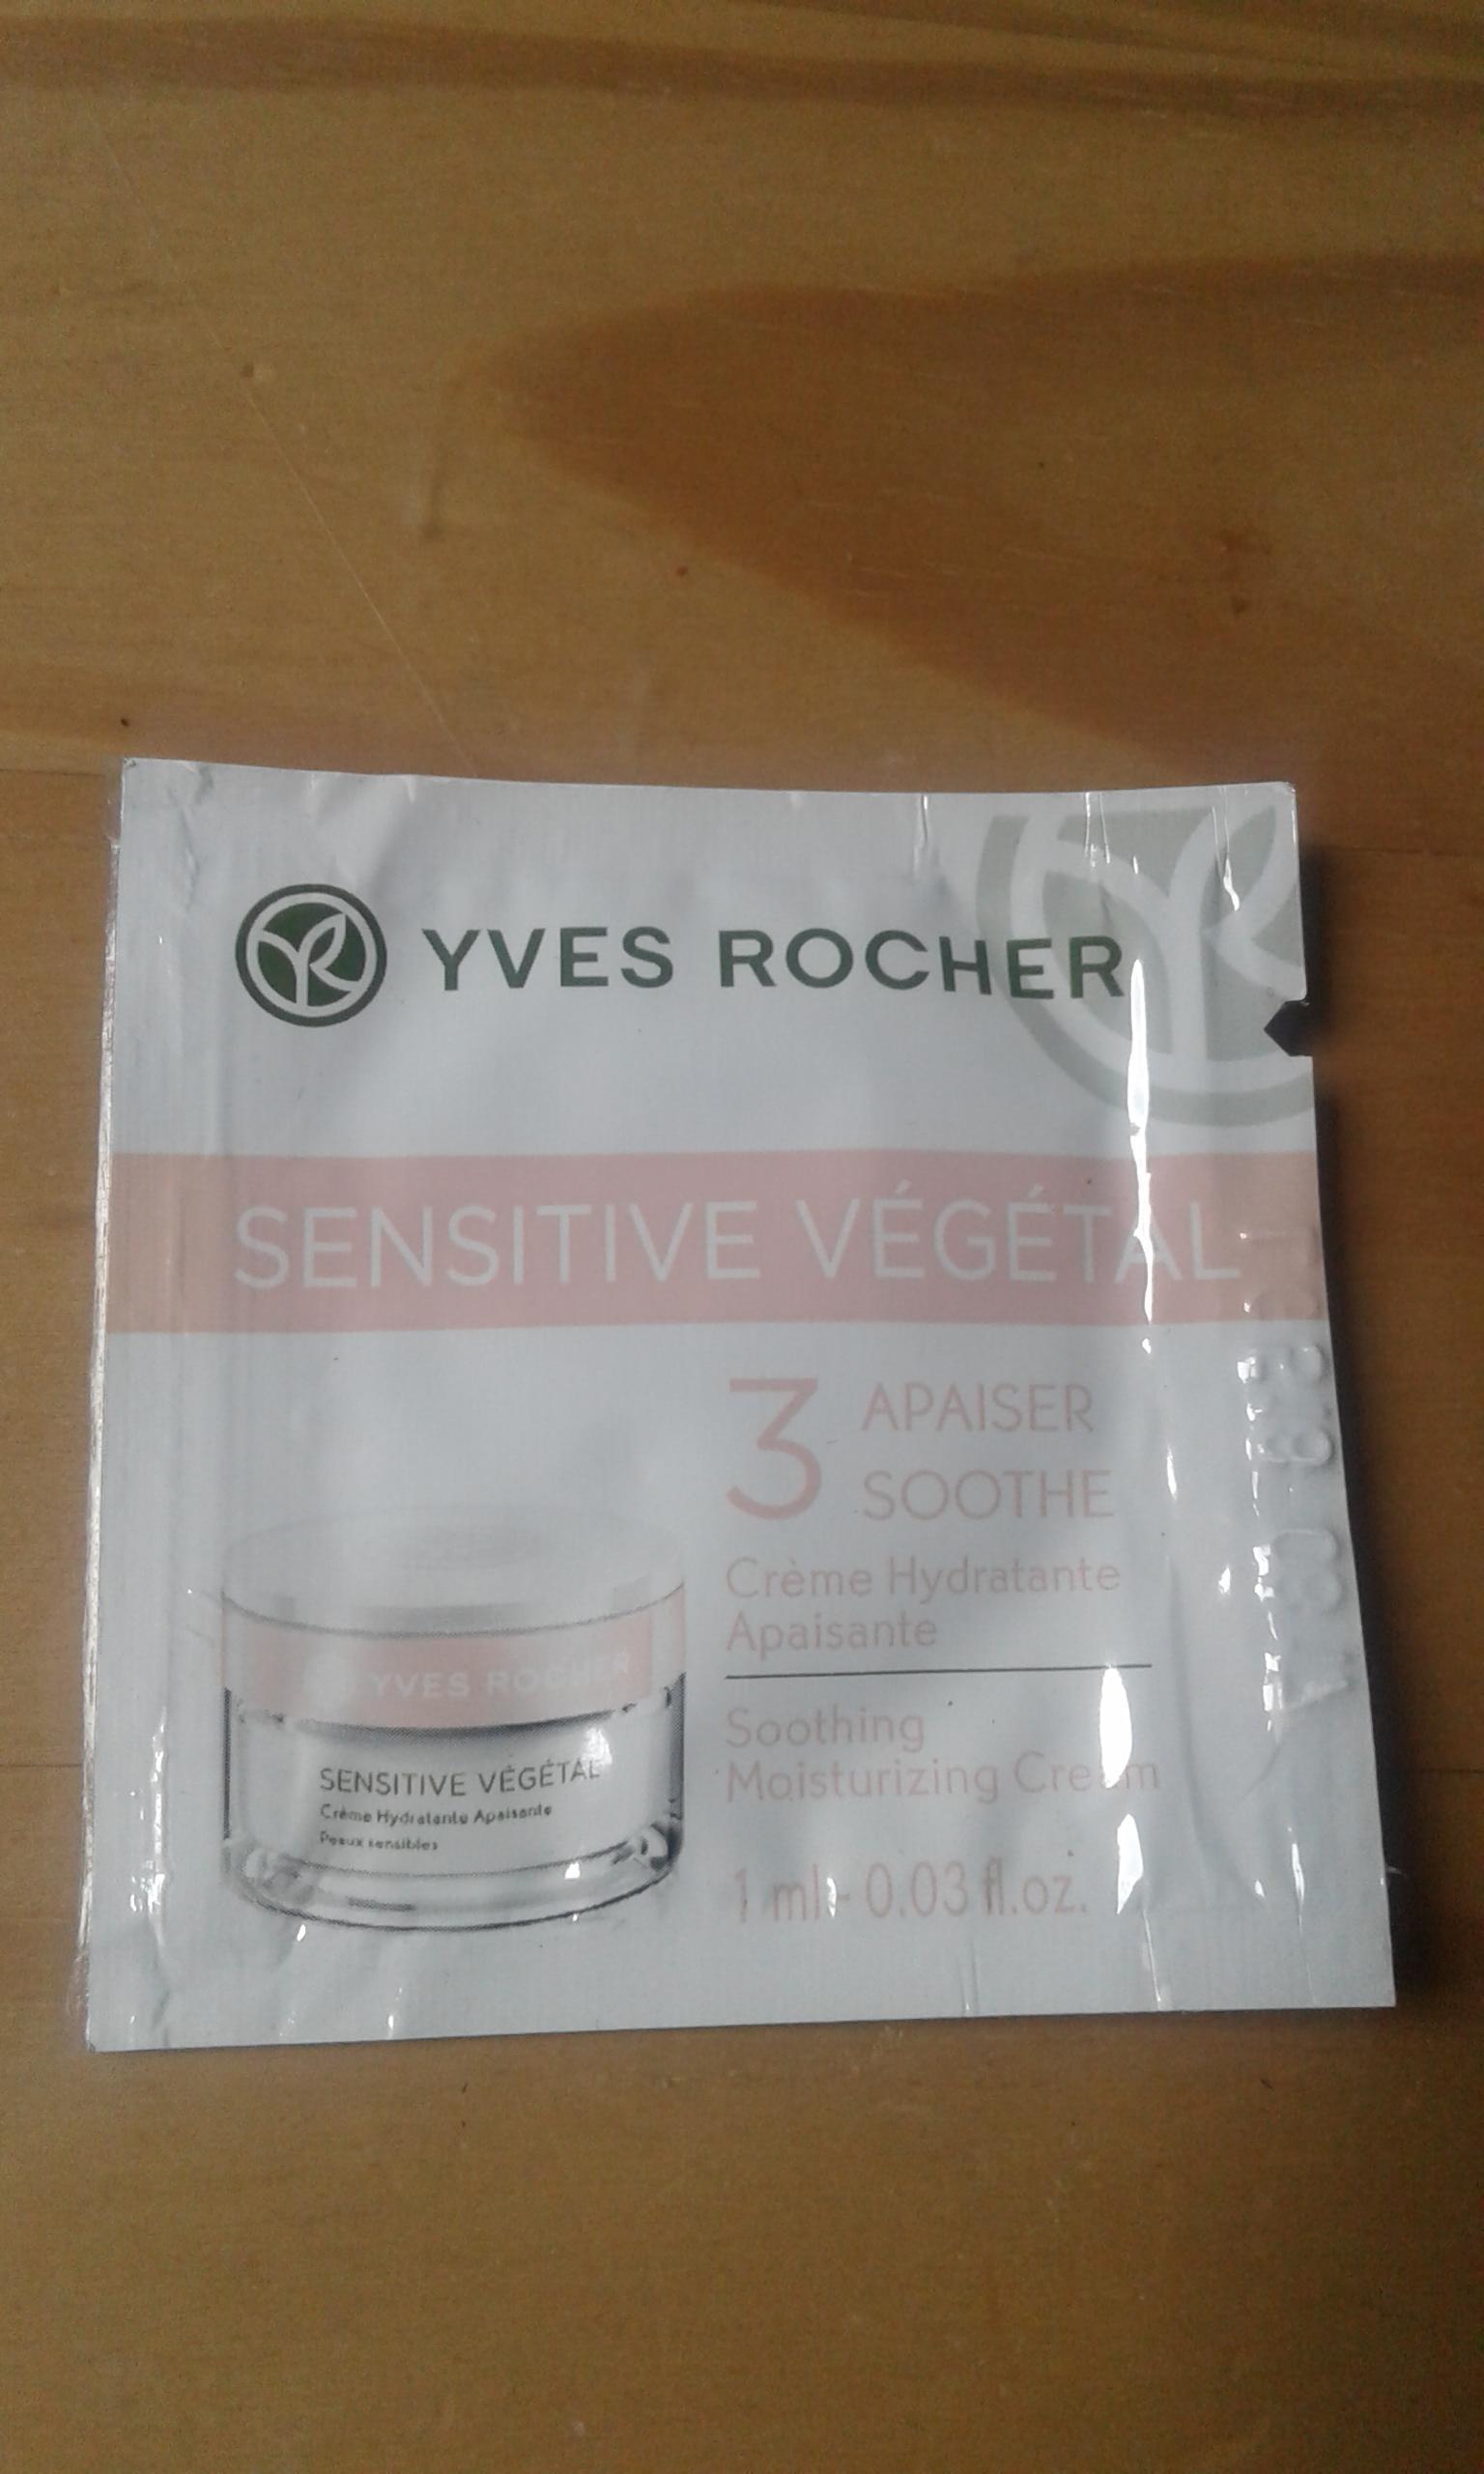 YVES ROCHER
SENSITIVE VÉGÉTAL
3 APAISER
SOOTHE
Crème Hydratante
Apaisante
Soothing
Moisturizing Cream
1 ml - 0.03 fl.oz.
YVES ROCHER
SENSITIVE VÉGÉTAL
Crème Hydratante Apaisante
Peaux sensibles